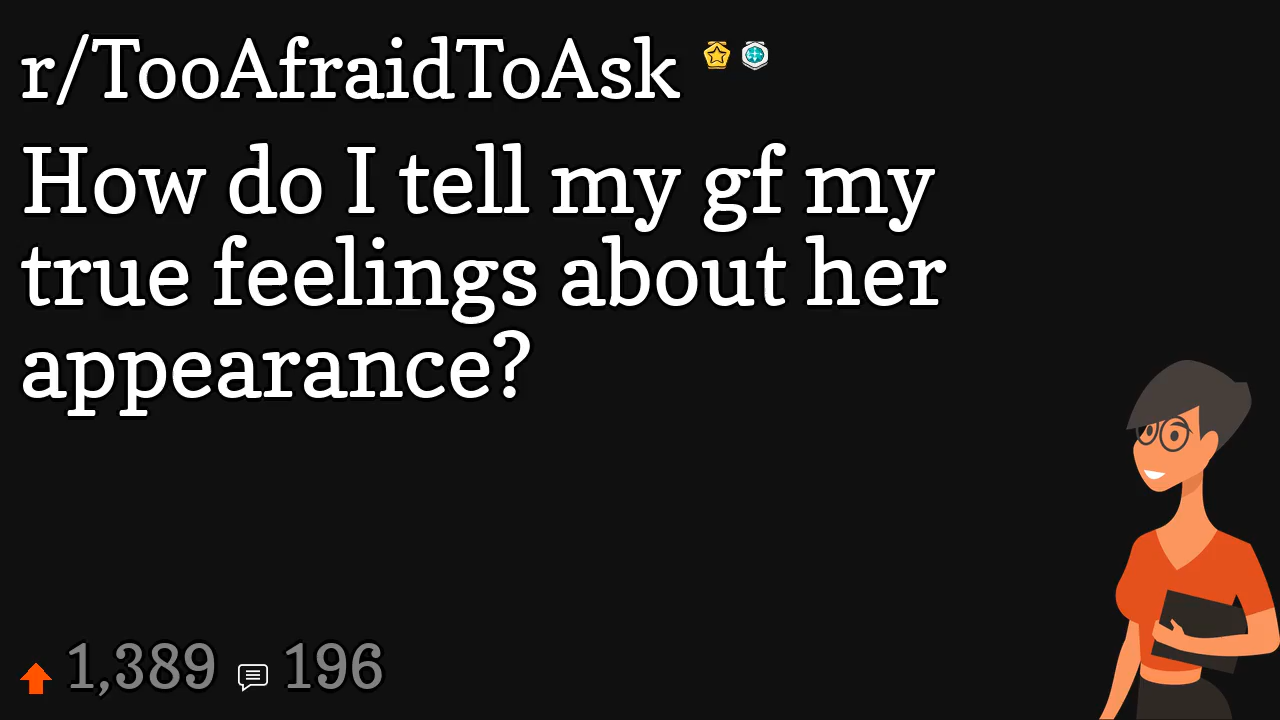 r/TooAfraidToAsk
How do I tell my gf my
true feelings about her
appearance?
1,389 196